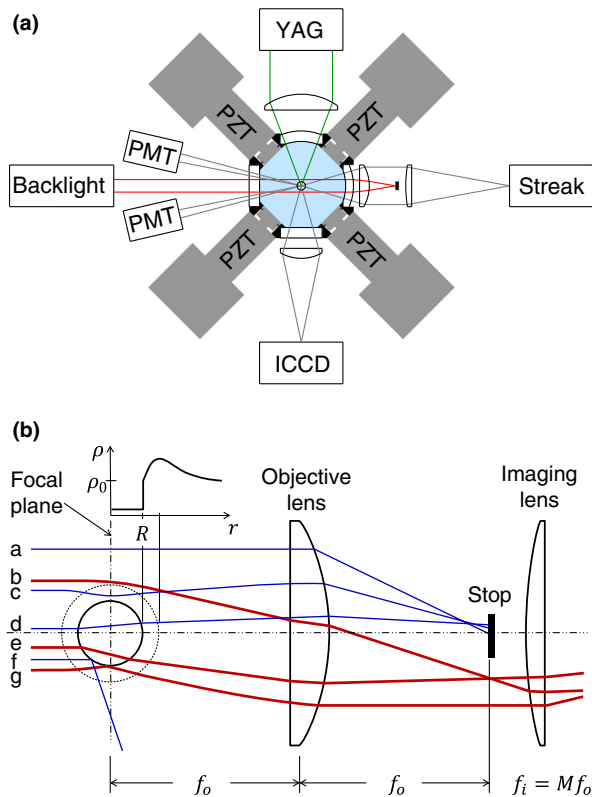 (a)
YAG
PZT
PZT
PMT
Backlight
Streak
PMT
PZT
PZT
ICCD
(b)
ρ
Focal plane
ρ₀
R
r
Objective lens
Imaging lens
a
b
c
Stop
d
e
f
g
fₒ
fₒ
fᵢ = Mfₒ